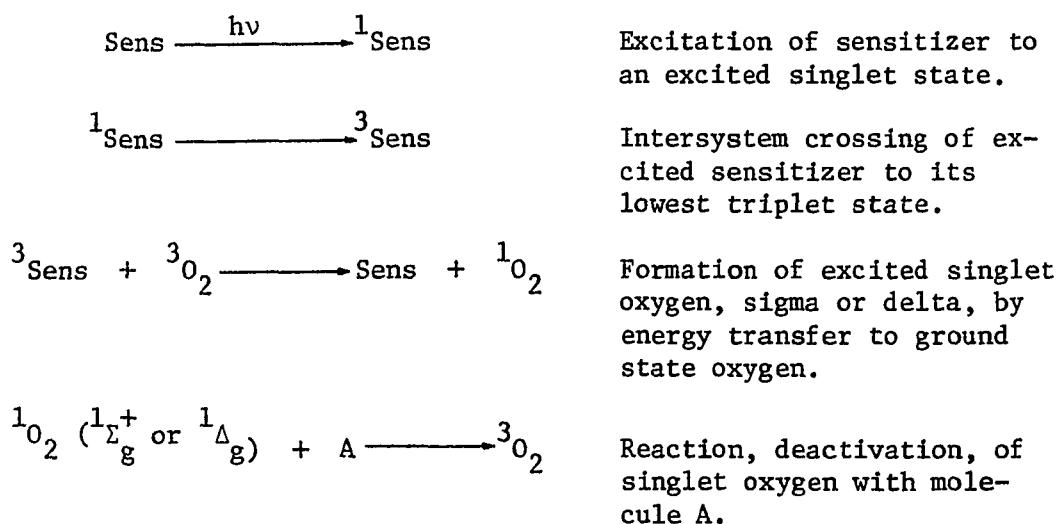 Sens hν ¹Sens Excitation of sensitizer to
an excited singlet state.
¹Sens ³Sens Intersystem crossing of ex-
cited sensitizer to its
lowest triplet state.
³Sens + ³O₂ Sens + ¹O₂ Formation of excited singlet
oxygen, sigma or delta, by
energy transfer to ground
state oxygen.
¹O₂ (¹Σg⁺ or ¹Δg) + A ³O₂ Reaction, deactivation, of
singlet oxygen with mole-
cule A.